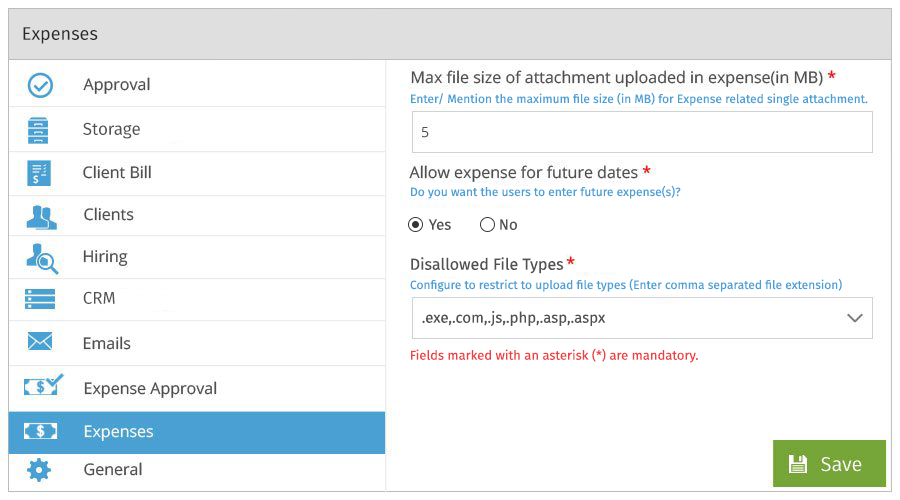 Expenses
Approval
Storage
Client Bill
Clients
Hiring
CRM
Emails
Expense Approval
Expenses
General
Max file size of attachment uploaded in expense(in MB) *
Enter/ Mention the maximum file size (in MB) for Expense related single attachment.
5
Allow expense for future dates *
Do you want the users to enter future expense(s)?
Yes No
Disallowed File Types *
Configure to restrict to upload file types (Enter comma separated file extension)
.exe,.com,.js,.php,.asp,.aspx
Fields marked with an asterisk (*) are mandatory.
Save